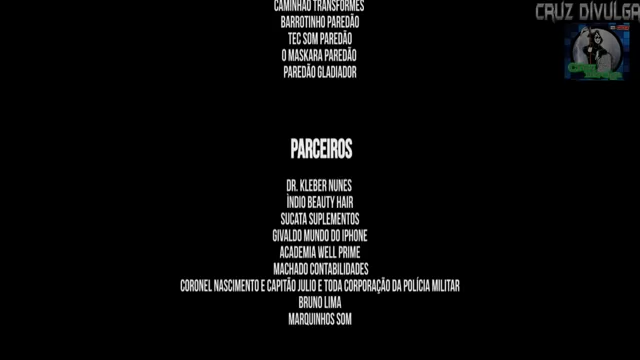 CRUZ DIVULGA
CAMINHÃO TRANSFORMES
BARROTINHO PAREDÃO
TEC SOM PAREDÃO
O MASKARA PAREDÃO
PAREDÃO GLADIADOR
PARCEIROS
DR. KLEBER NUNES
ÌNDIO BEAUTY HAIR
SUCATA SUPLEMENTOS
GIVALDO MUNDO DO IPHONE
ACADEMIA WELL PRIME
MACHADO CONTABILIDADES
CORONEL NASCIMENTO E CAPITÃO JULIO E TODA CORPORAÇÃO DA POLÍCIA MILITAR
BRUNO LIMA
MARQUINHOS SOM